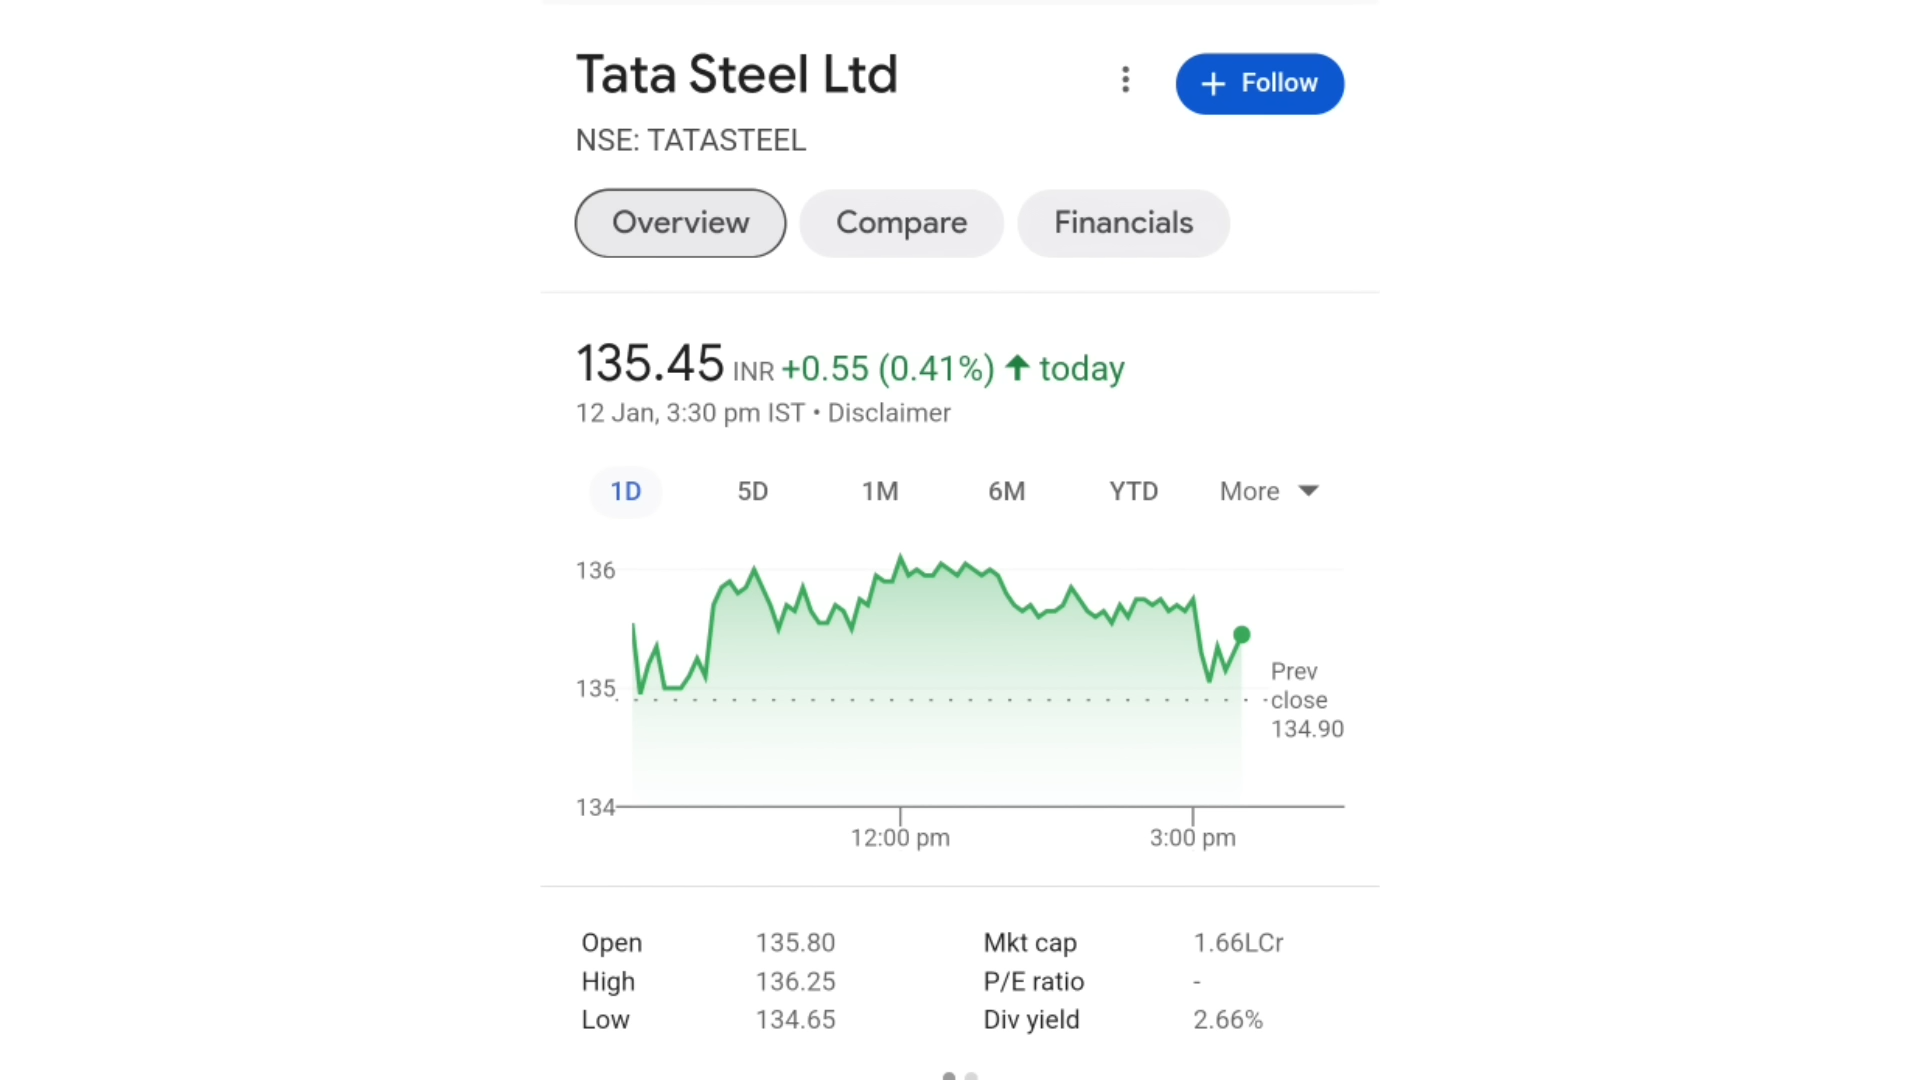 Tata Steel Ltd
+ Follow
NSE: TATASTEEL
Overview Compare Financials
135.45 INR +0.55 (0.41%) ↑ today
12 Jan, 3:30 pm IST • Disclaimer
1D 5D 1M 6M YTD More
136
135
134
Prev
close
134.90
12:00 pm 3:00 pm
Open 135.80 Mkt cap 1.66LCr
High 136.25 P/E ratio -
Low 134.65 Div yield 2.66%